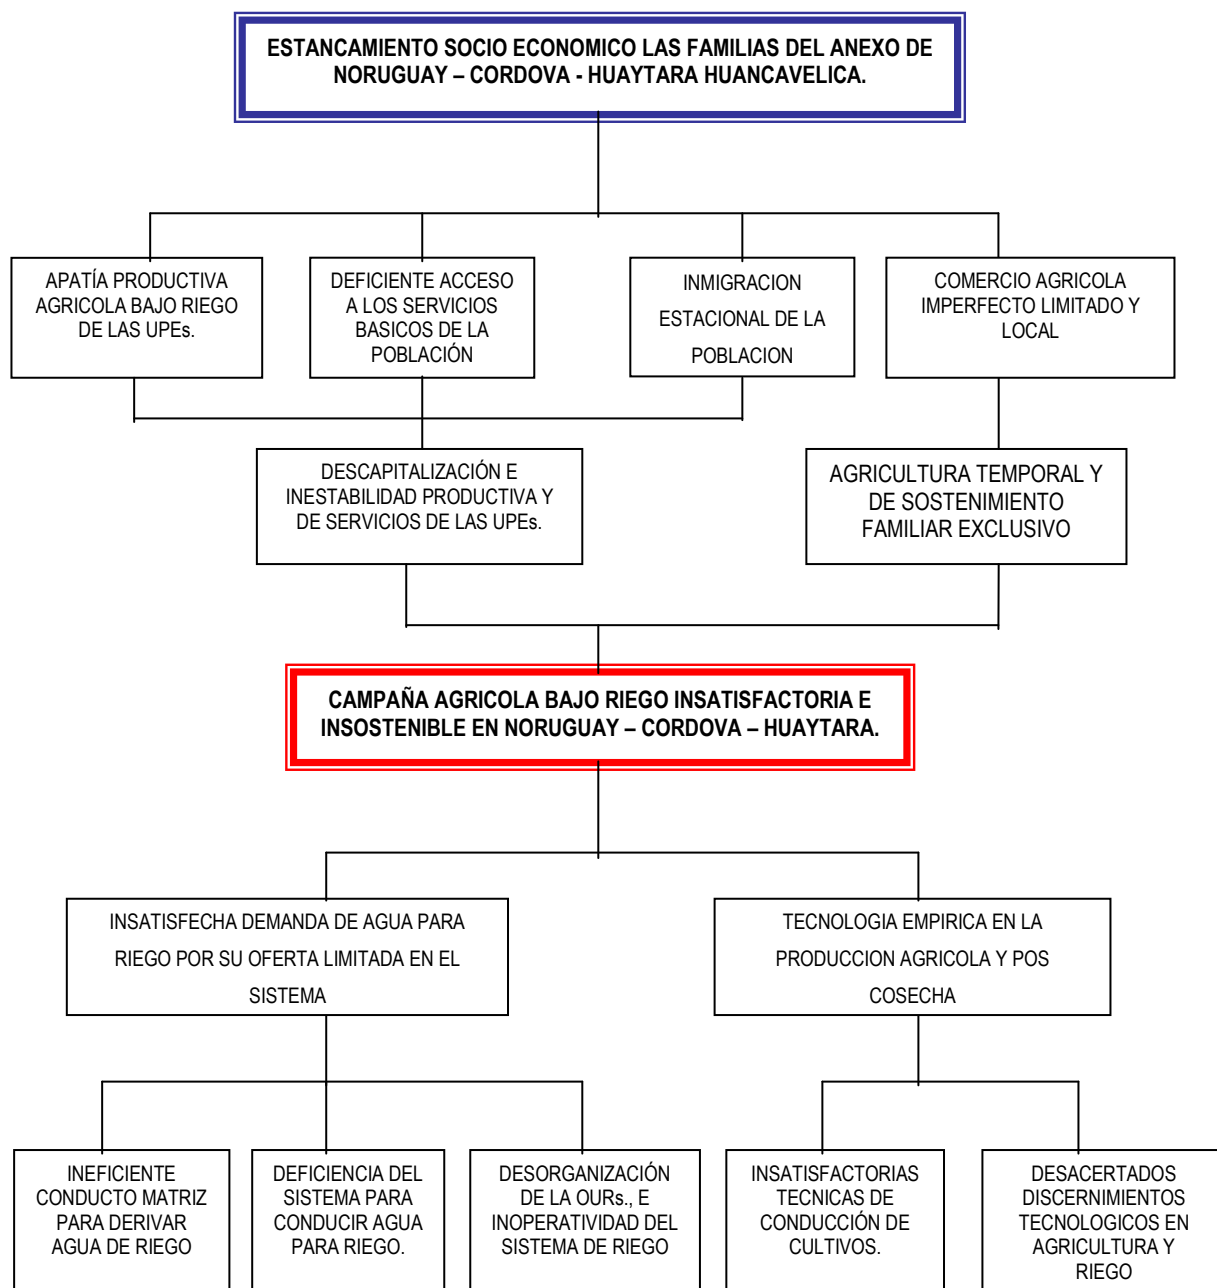 ESTANCAMIENTO SOCIO ECONOMICO LAS FAMILIAS DEL ANEXO DE
NORUGUAY – CORDOVA - HUAYTARA HUANCAVELICA.
APATÍA PRODUCTIVA
AGRICOLA BAJO RIEGO
DE LAS UPEs.
DEFICIENTE ACCESO
A LOS SERVICIOS
BASICOS DE LA
POBLACIÓN
INMIGRACION
ESTACIONAL DE LA
POBLACION
COMERCIO AGRICOLA
IMPERFECTO LIMITADO Y
LOCAL
DESCAPITALIZACIÓN E
INESTABILIDAD PRODUCTIVA Y
DE SERVICIOS DE LAS UPEs.
AGRICULTURA TEMPORAL Y
DE SOSTENIMIENTO
FAMILIAR EXCLUSIVO
CAMPAÑA AGRICOLA BAJO RIEGO INSATISFACTORIA E
INSOSTENIBLE EN NORUGUAY – CORDOVA – HUAYTARA.
INSATISFECHA DEMANDA DE AGUA PARA
RIEGO POR SU OFERTA LIMITADA EN EL
SISTEMA
TECNOLOGIA EMPIRICA EN LA
PRODUCCION AGRICOLA Y POS
COSECHA
INEFICIENTE
CONDUCTO MATRIZ
PARA DERIVAR
AGUA DE RIEGO
DEFICIENCIA DEL
SISTEMA PARA
CONDUCIR AGUA
PARA RIEGO.
DESORGANIZACIÓN
DE LA OURs., E
INOPERATIVIDAD DEL
SISTEMA DE RIEGO
INSATISFACTORIAS
TECNICAS DE
CONDUCCIÓN DE
CULTIVOS.
DESACERTADOS
DISCERNIMIENTOS
TECNOLOGICOS EN
AGRICULTURA Y
RIEGO